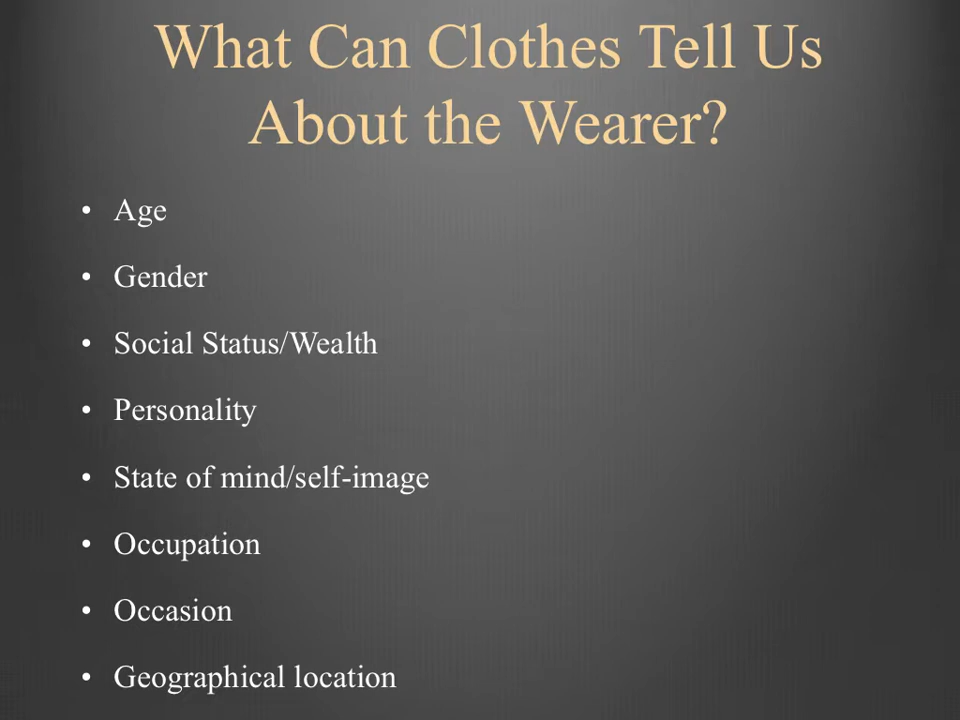 What Can Clothes Tell Us
About the Wearer?
• Age
• Gender
• Social Status/Wealth
• Personality
• State of mind/self-image
• Occupation
• Occasion
• Geographical location